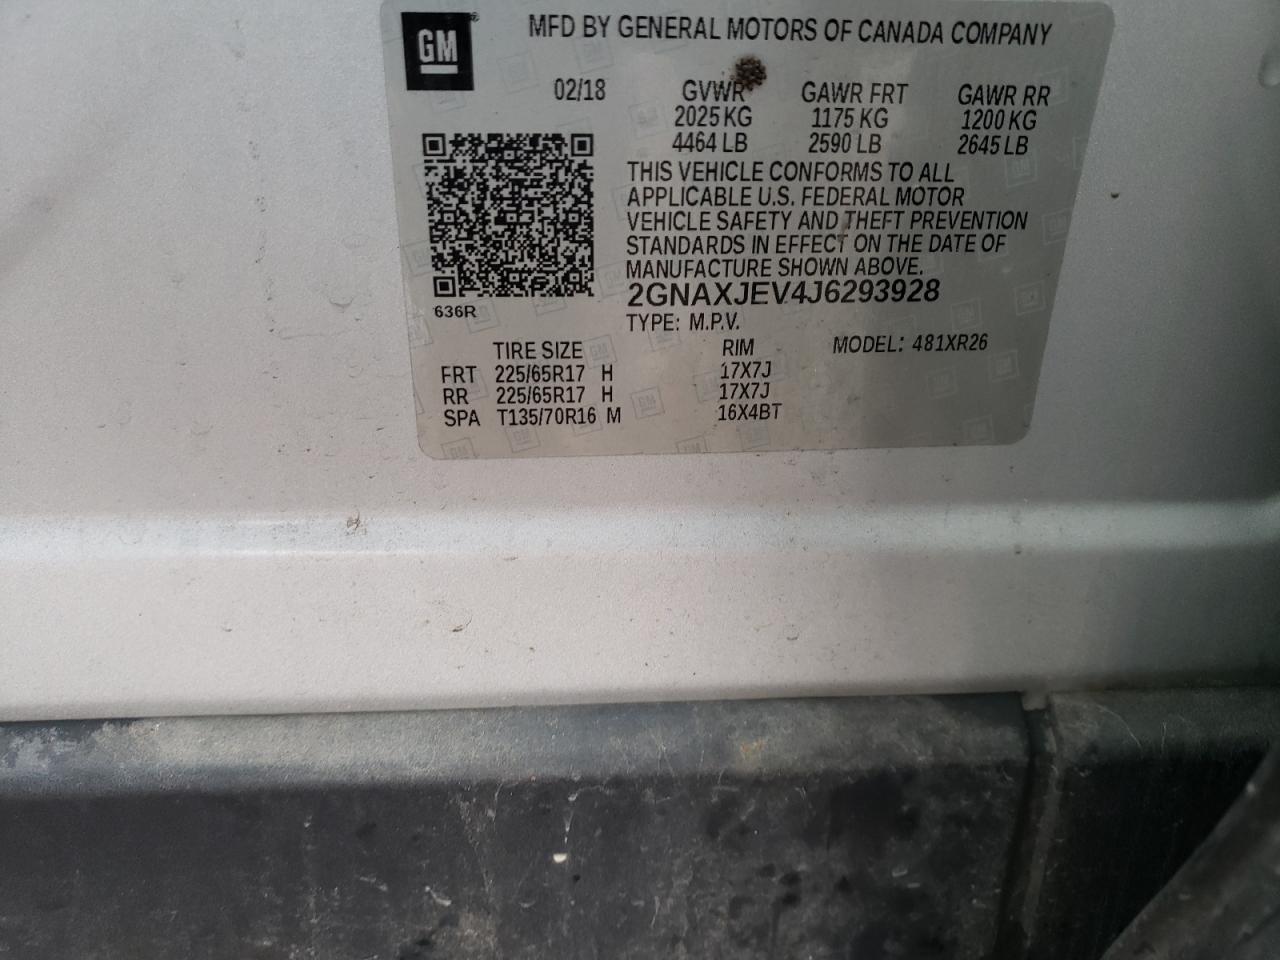 GM
MFD BY GENERAL MOTORS OF CANADA COMPANY
02/18 GVWR GAWR FRT GAWR RR
2025 KG 1175 KG 1200 KG
4464 LB 2590 LB 2645 LB
THIS VEHICLE CONFORMS TO ALL
APPLICABLE U.S. FEDERAL MOTOR
VEHICLE SAFETY AND THEFT PREVENTION
STANDARDS IN EFFECT ON THE DATE OF
MANUFACTURE SHOWN ABOVE.
2GNAXJEV4J6293928
636R
TYPE: M.P.V.
TIRE SIZE RIM MODEL: 481XR26
FRT 225/65R17 H 17X7J
RR 225/65R17 H 17X7J
SPA T135/70R16 M 16X4BT